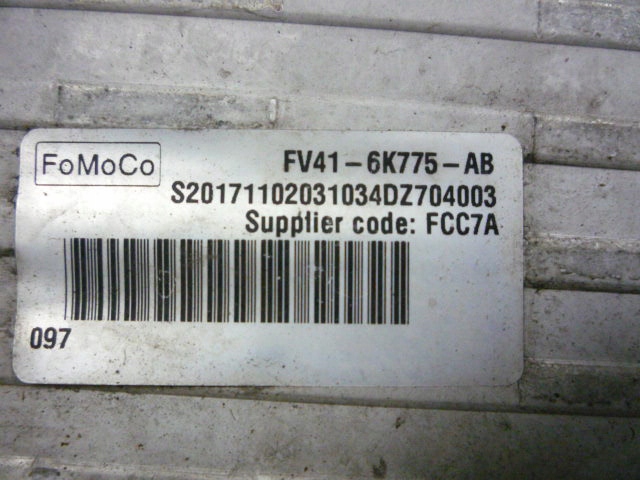 FoMoCo
FV41-6K775-AB
S20171102031034DZ704003
Supplier code: FCC7A
097